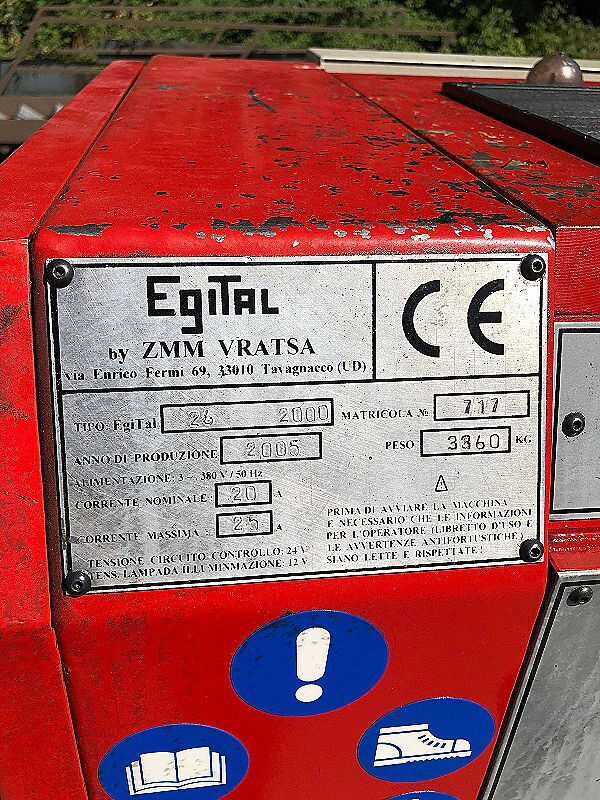 EgiTAL
by ZMM VRATSA
via Enrico Fermi 69, 33010 Tavagnacco (UD)
CE
TIPO: EgiTal 26 2000 MATRICOLA № 717
ANNO DI PRODUZIONE 2005 PESO 3360 KG
ALIMENTAZIONE: 3~ 380 V / 50 Hz
CORRENTE NOMINALE : 20 A
CORRENTE MASSIMA : 25 A
TENSIONE CIRCUITO CONTROLLO: 24 V
TENS. LAMPADA ILLUINMAZIONE: 12 V
PRIMA DI AVVIARE LA MACCHINA
E NECESSARIO CHE LE INFORMAZIONI
PER L'OPERATORE (LIBRETTO D'USO E
LE AVVERTENZE ANTIFORTUSTICHE)
SIANO LETTE E RISPETTATE !